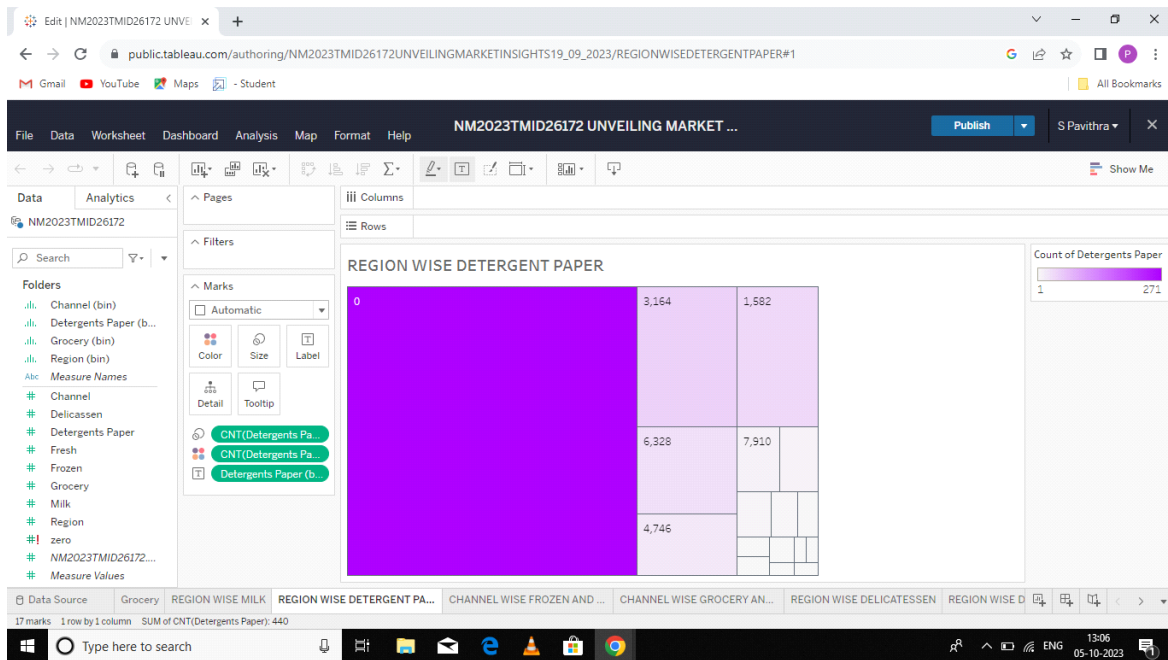 Edit | NM2023TMID26172 UNVEI
public.tableau.com/authoring/NM2023TMID26172UNVEILINGMARKETINSIGHTS19_09_2023/REGIONWISEDETERGENTPAPER#1
G
P
Gmail YouTube Maps - Student All Bookmarks
NM2023TMID26172 UNVEILING MARKET ...
Publish
S Pavithra
File Data Worksheet Dashboard Analysis Map Format Help
Show Me
Data Analytics
NM2023TMID26172
Search
Folders
Channel (bin)
Detergents Paper (b...
Grocery (bin)
Region (bin)
Abc Measure Names
# Channel
# Delicassen
# Detergents Paper
# Fresh
# Frozen
# Grocery
# Milk
# Region
#! zero
# NM2023TMID26172....
# Measure Values
Pages
Filters
Marks
Automatic
Color Size Label
Detail Tooltip
CNT(Detergents Pa...
CNT(Detergents Pa...
T Detergents Paper (b...
iii Columns
Rows
REGION WISE DETERGENT PAPER
0
3,164
1,582
6,328
7,910
4,746
Count of Detergents Paper
1 271
Data Source Grocery REGION WISE MILK REGION WISE DETERGENT PA... CHANNEL WISE FROZEN AND ... CHANNEL WISE GROCERY AN... REGION WISE DELICATESSEN REGION WISE D
17 marks 1 row by 1 column SUM of CNT(Detergents Paper): 440
Type here to search
ENG
13:06
05-10-2023
1